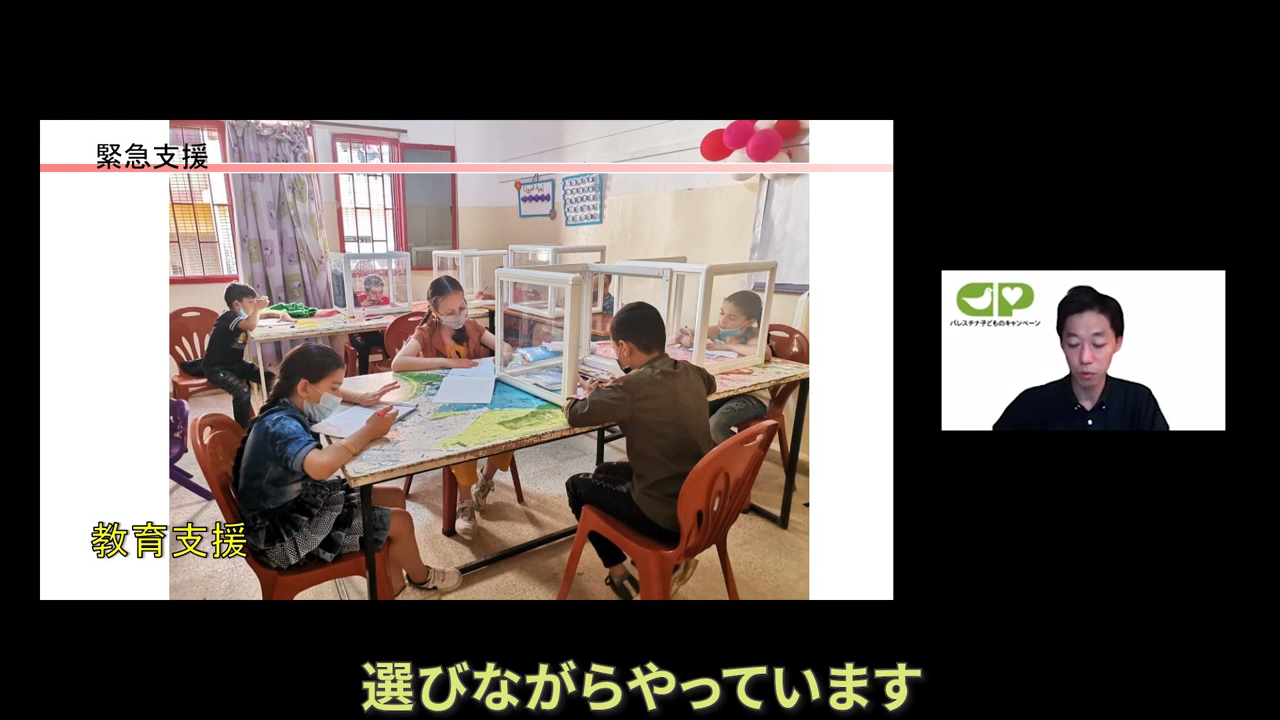 緊急支援
教育支援
パレスチナ子どものキャンペーン
選びながらやっています